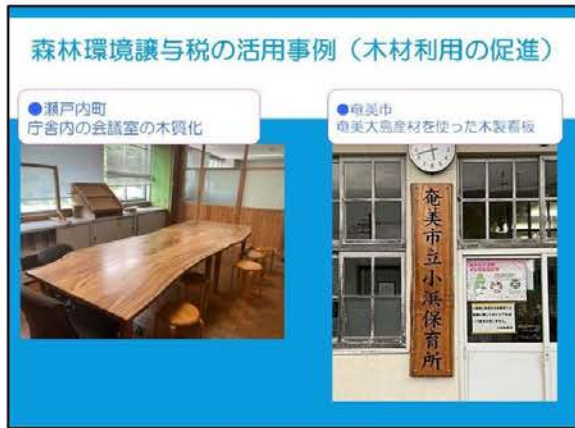 森林環境譲与税の活用事例（木材利用の促進）
●瀬戸内町
庁舎内の会議室の木質化
●奄美市
奄美大島産材を使った木製看板
奄美市立小浜保育所